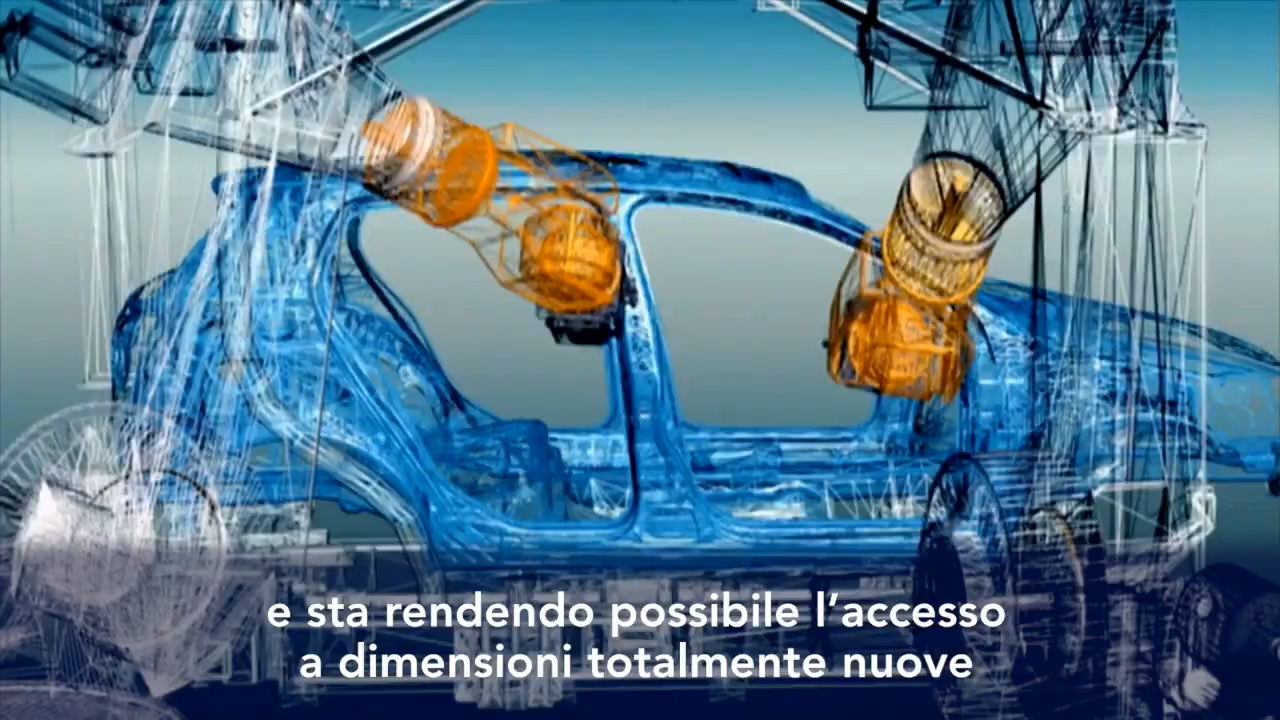 e sta rendendo possibile l’accesso
a dimensioni totalmente nuove